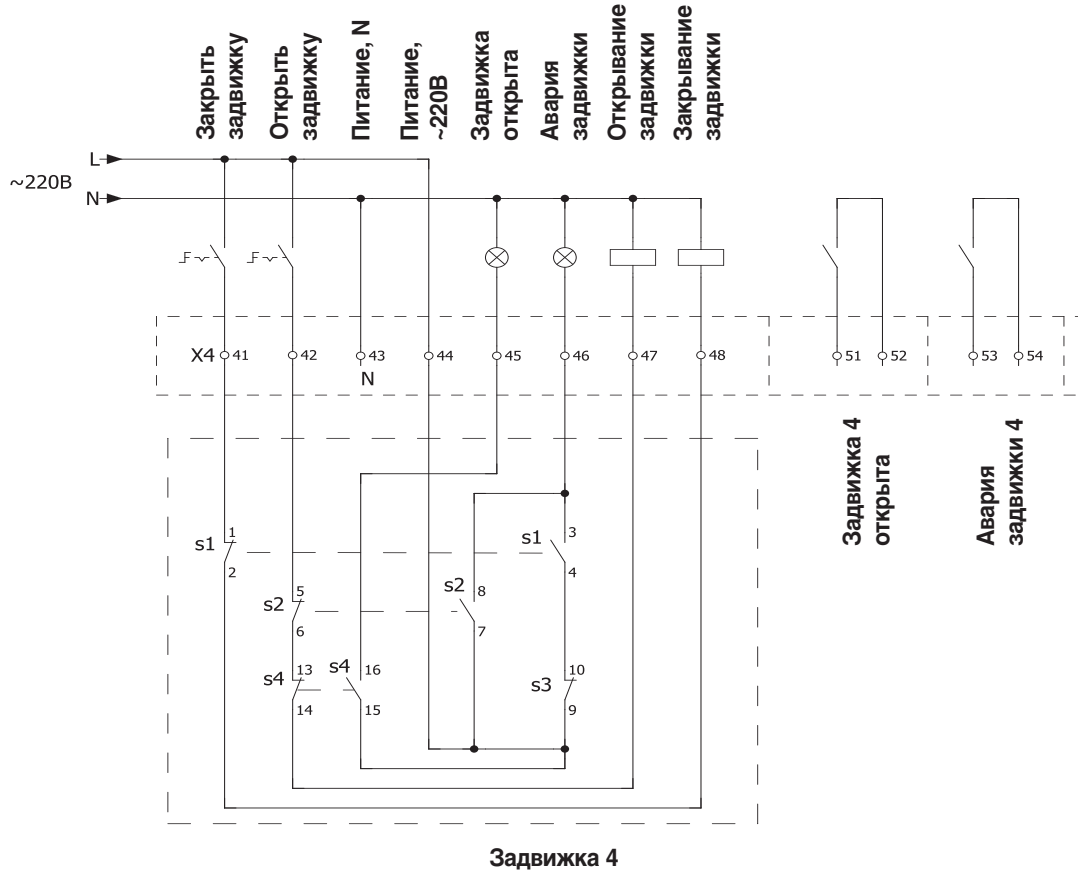 Закрыть
задвижку
Открыть
задвижку
Питание, N
Питание,
~220В
Задвижка
открыта
Авария
задвижки
Открывание
задвижки
Закрывание
задвижки
L
~220В
N
X4 41 42 43 44 45 46 47 48 51 52 53 54
N
Задвижка 4
открыта
Авария
задвижки 4
1 3
s1 s1
2 4
5 s2 8
s2
6 7
13 s4 16 10
s4 s3
14 15 9
Задвижка 4